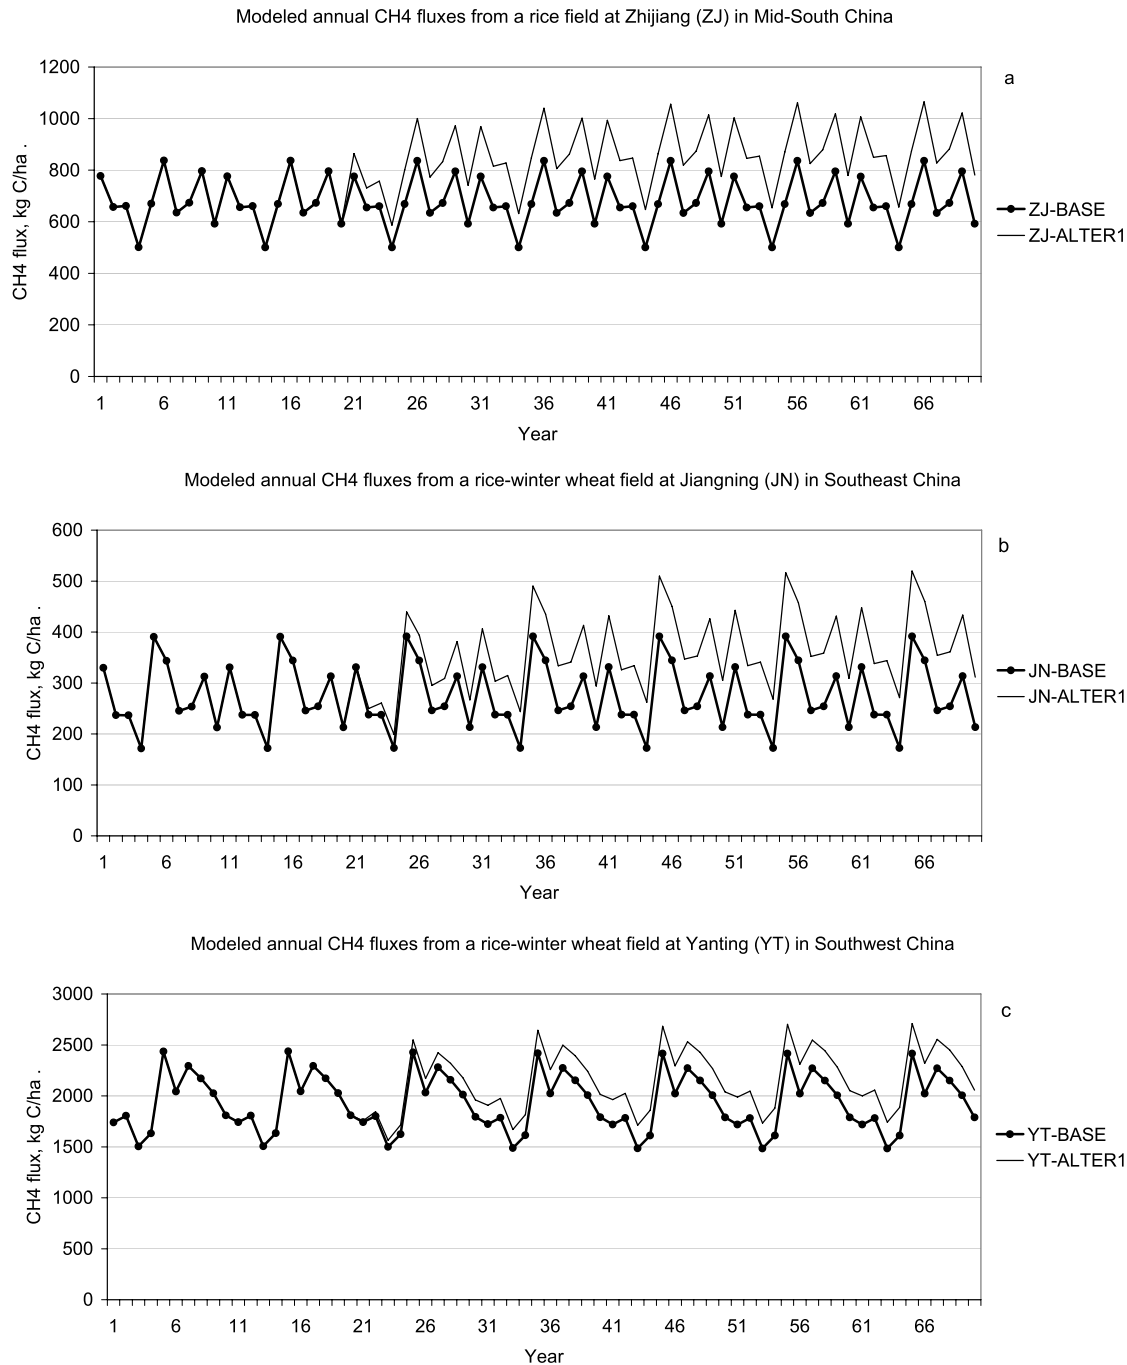 Modeled annual CH4 fluxes from a rice field at Zhijiang (ZJ) in Mid-South China
a
1200
1000
800
600
400
200
0
CH4 flux, kg C/ha .
1 6 11 16 21 26 31 36 41 46 51 56 61 66
Year
ZJ-BASE
ZJ-ALTER1
Modeled annual CH4 fluxes from a rice-winter wheat field at Jiangning (JN) in Southeast China
b
600
500
400
300
200
100
0
CH4 flux, kg C/ha .
1 6 11 16 21 26 31 36 41 46 51 56 61 66
Year
JN-BASE
JN-ALTER1
Modeled annual CH4 fluxes from a rice-winter wheat field at Yanting (YT) in Southwest China
c
3000
2500
2000
1500
1000
500
0
CH4 flux, kg C/ha .
1 6 11 16 21 26 31 36 41 46 51 56 61 66
Year
YT-BASE
YT-ALTER1